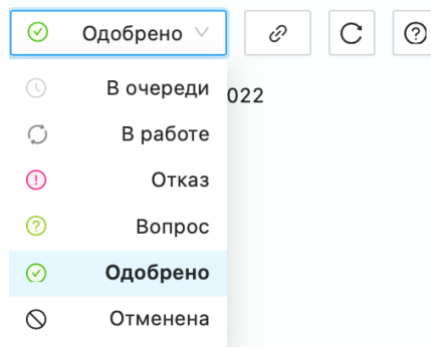 Одобрено
В очереди
022
В работе
Отказ
Вопрос
Одобрено
Отменена